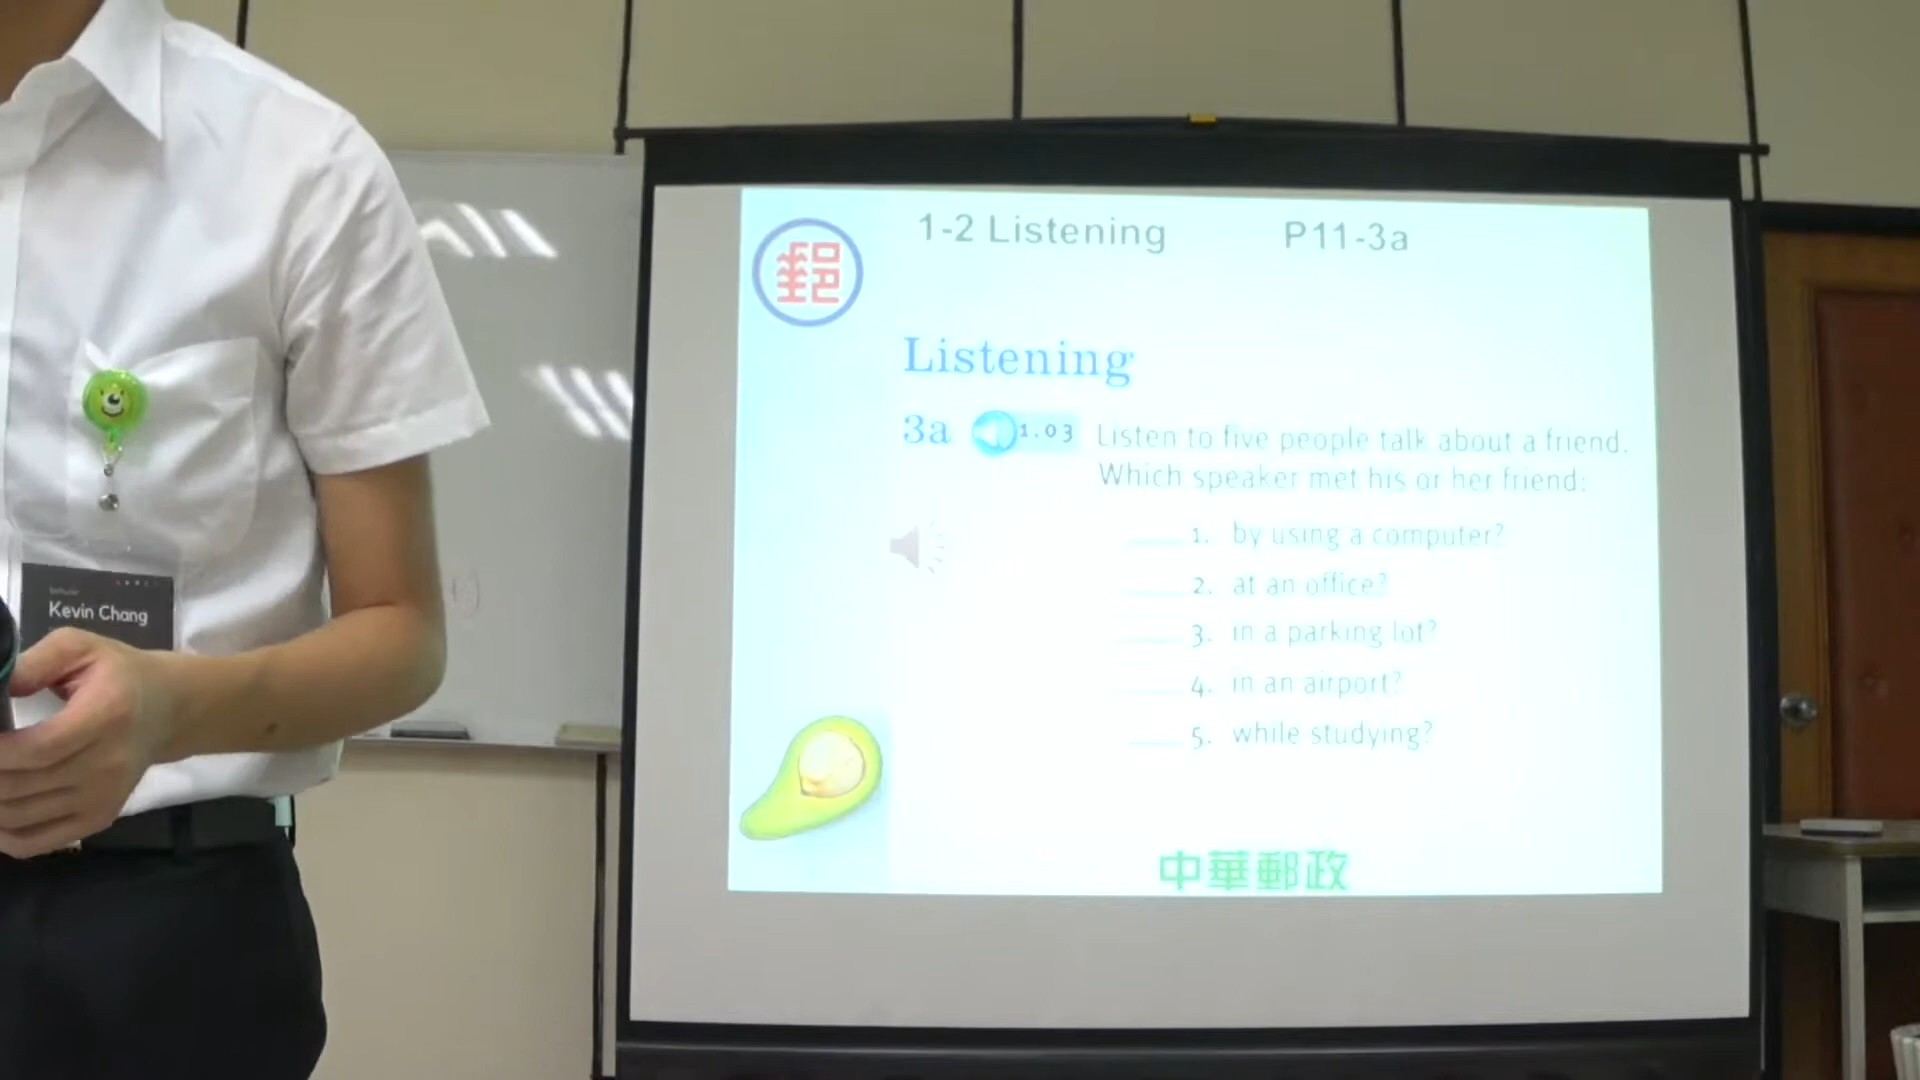 1-2 Listening P11-3a
郵
Listening
3a 1.03 Listen to five people talk about a friend.
Which speaker met his or her friend:
1. by using a computer?
2. at an office?
3. in a parking lot?
4. in an airport?
5. while studying?
中華郵政
Kevin Chang